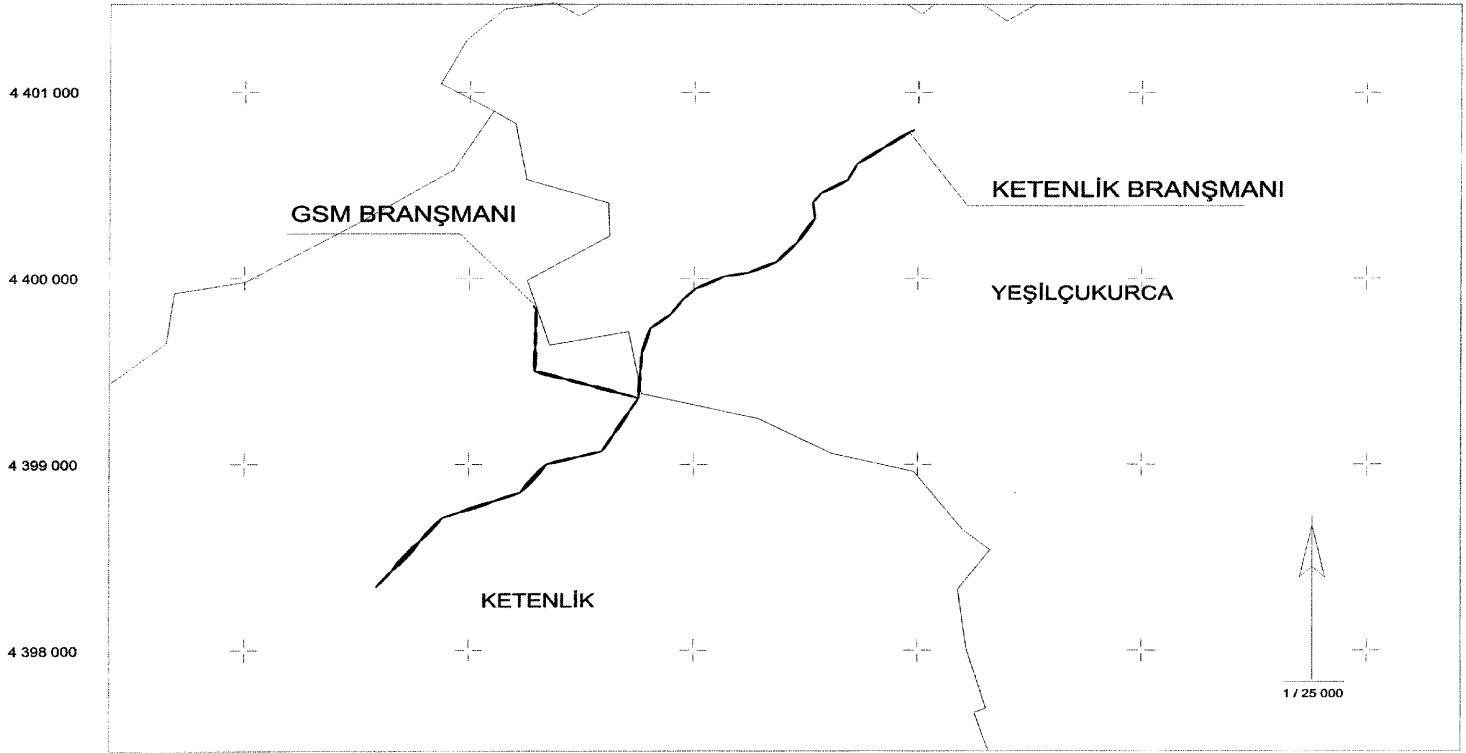 4 401 000
KETENLİK BRANŞMANI
GSM BRANŞMANI
4 400 000
YEŞİLÇUKURCA
4 399 000
KETENLİK
4 398 000
1 / 25 000